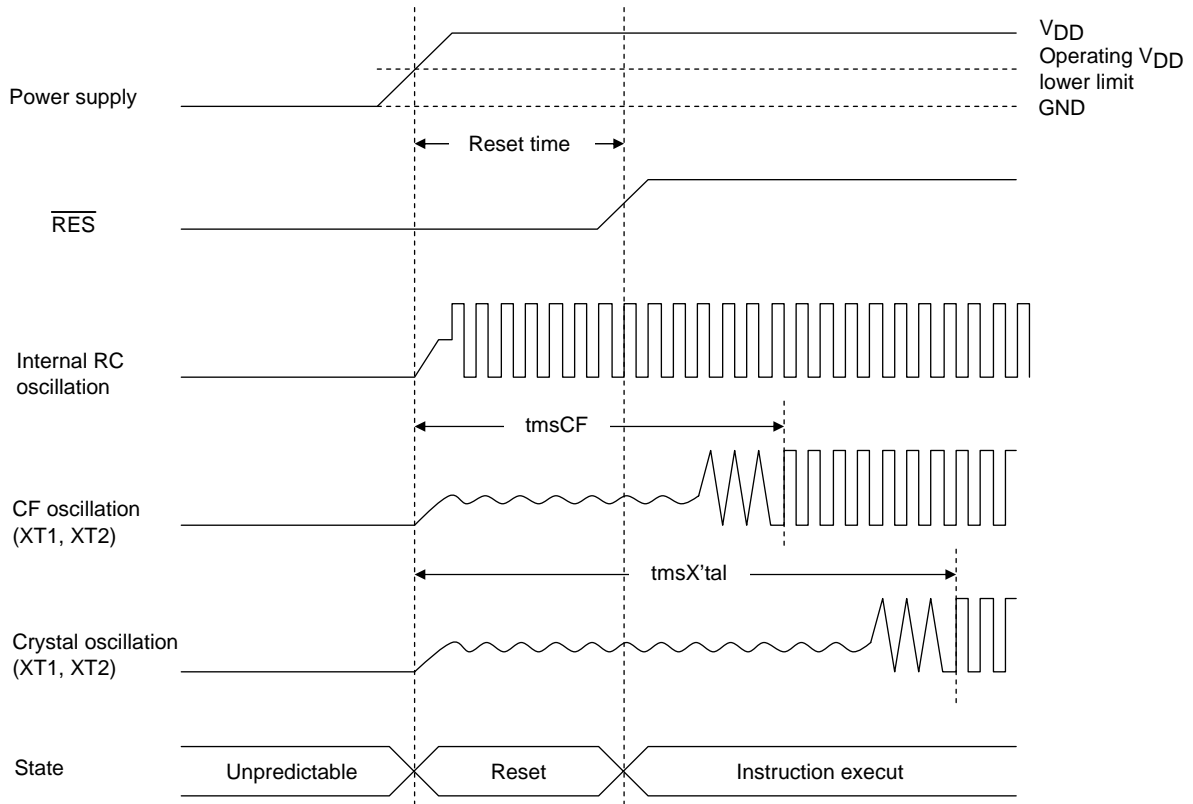 VDD
Operating VDD
lower limit
GND
Power supply
Reset time
RES
Internal RC
oscillation
tmsCF
CF oscillation
(XT1, XT2)
tmsX'tal
Crystal oscillation
(XT1, XT2)
State
Unpredictable
Reset
Instruction execut